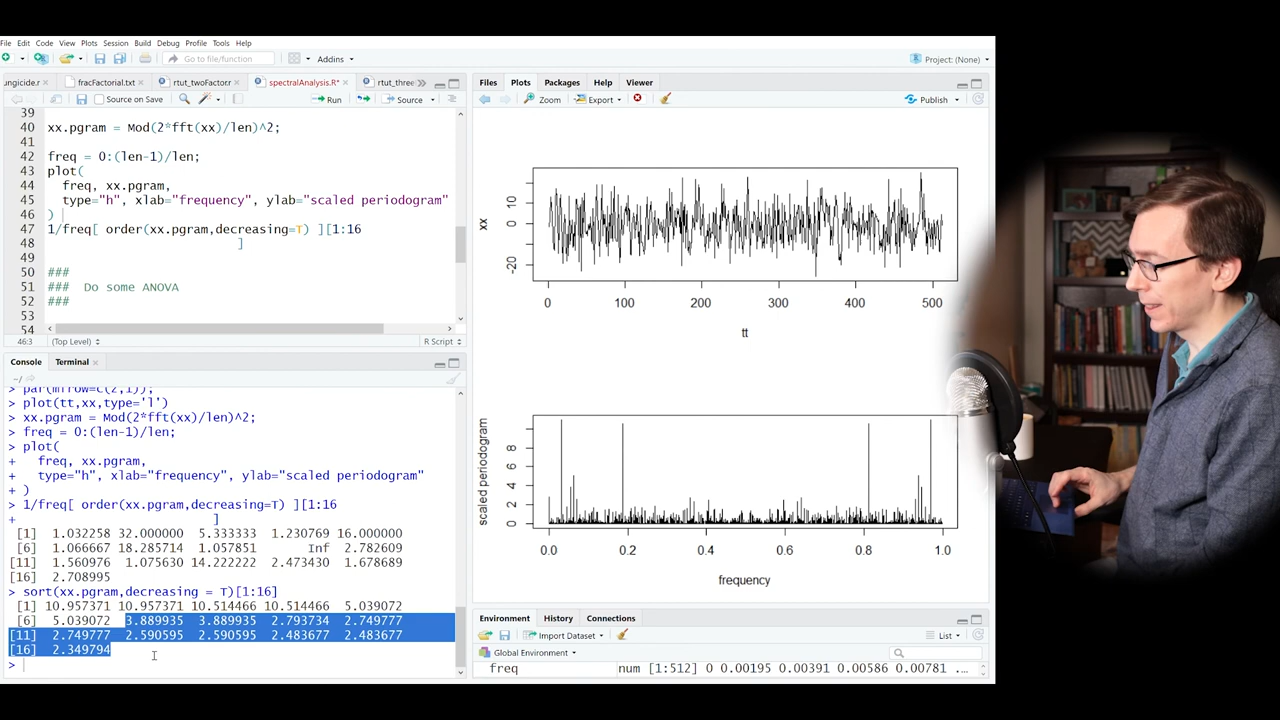 File Edit Code View Plots Session Build Debug Profile Tools Help
Go to file/function Addins Project: (None)
ungicide.r fracFactorial.txt rtut_twoFactor.r spectralAnalysis.R* rtut_three
Source on Save Run Source
39
40 xx.pgram = Mod(2*fft(xx)/len)^2;
41
42 freq = 0:(len-1)/len;
43 plot(
44 freq, xx.pgram,
45 type="h", xlab="frequency", ylab="scaled periodogram"
46 )
47 1/freq[ order(xx.pgram,decreasing=T) ][1:16
48 ]
49
50 ###
51 ### Do some ANOVA
52 ###
53
54
46:3 (Top Level) R Script
Console Terminal
~/
> par(mfrow=c(2,1));
> plot(tt,xx,type='l')
> xx.pgram = Mod(2*fft(xx)/len)^2;
> freq = 0:(len-1)/len;
> plot(
+ freq, xx.pgram,
+ type="h", xlab="frequency", ylab="scaled periodogram"
+ )
> 1/freq[ order(xx.pgram,decreasing=T) ][1:16
+ ]
[1] 1.032258 32.000000 5.333333 1.230769 16.000000
[6] 1.066667 18.285714 1.057851 Inf 2.782609
[11] 1.560976 1.075630 14.222222 2.473430 1.678689
[16] 2.708995
> sort(xx.pgram,decreasing = T)[1:16]
[1] 10.957371 10.957371 10.514466 10.514466 5.039072
[6] 5.039072 3.889935 3.889935 2.793734 2.749777
[11] 2.749777 2.590595 2.590595 2.483677 2.483677
[16] 2.349794
>
Files Plots Packages Help Viewer
Zoom Export Publish
xx
10
0
-20
0 100 200 300 400 500
tt
scaled periodogram
8
6
4
2
0
0.0 0.2 0.4 0.6 0.8 1.0
frequency
Environment History Connections
Import Dataset List
Global Environment
freq num [1:512] 0 0.00195 0.00391 0.00586 0.00781 ...